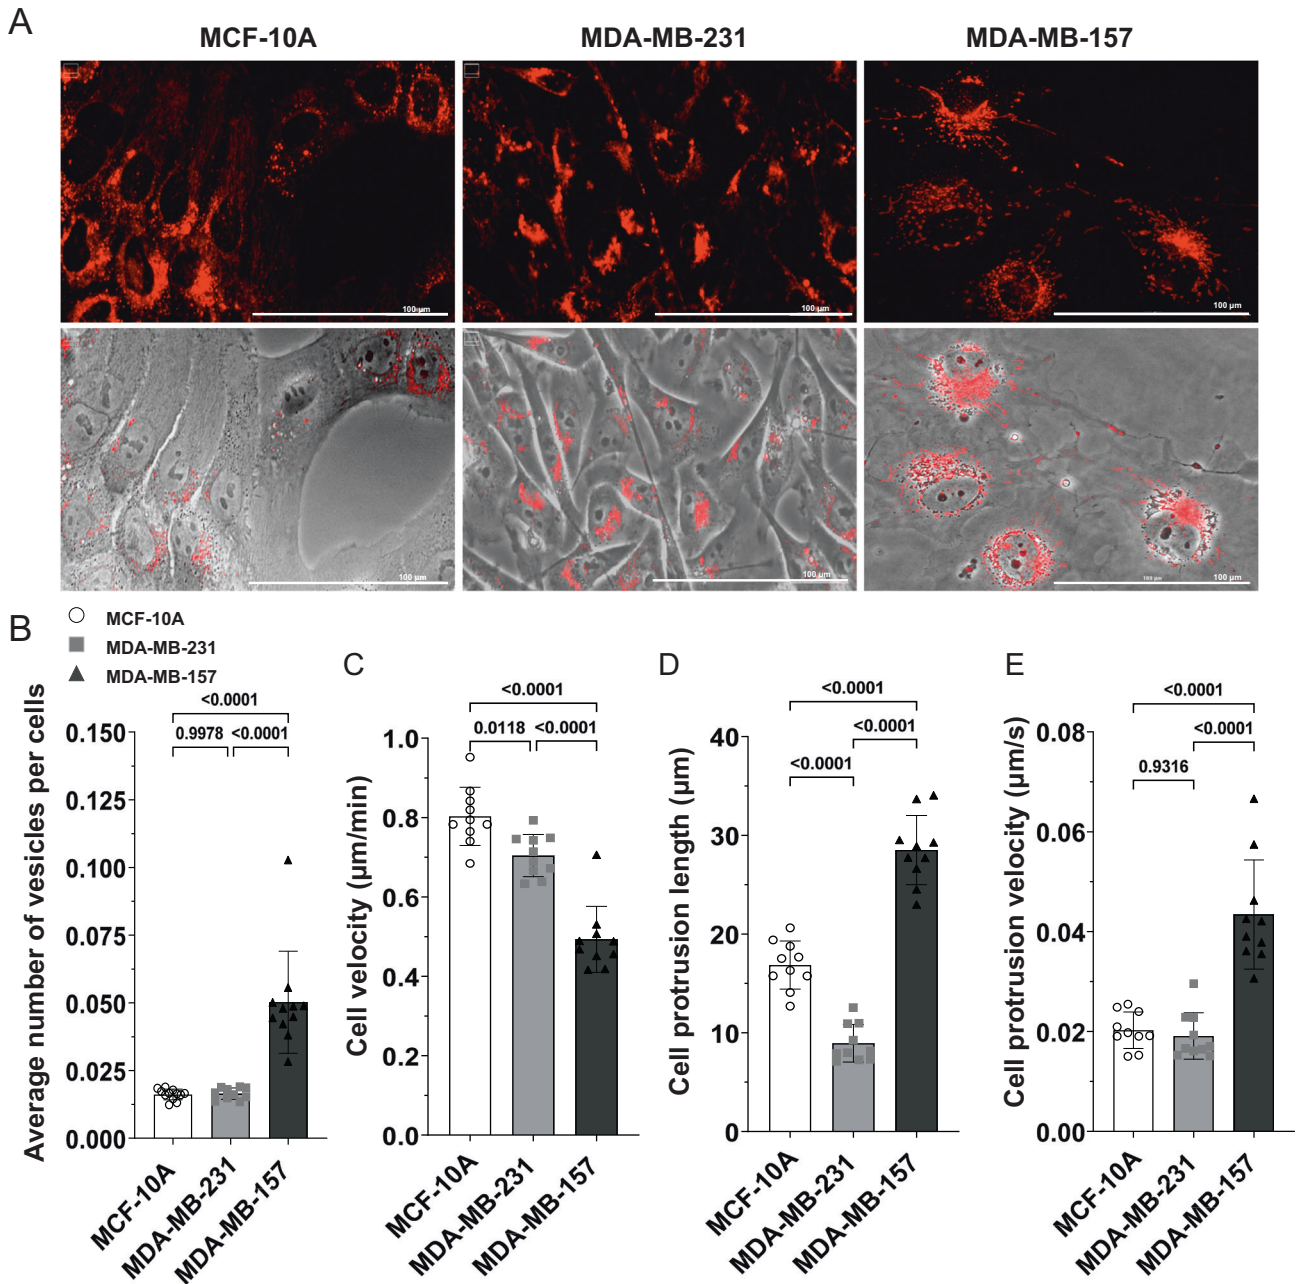 A
MCF-10A
MDA-MB-231
MDA-MB-157
100 µm
100 µm
100 µm
100 µm
100 µm
100 µm
B
MCF-10A
MDA-MB-231
MDA-MB-157
Average number of vesicles per cells
<0.0001
0.9978
<0.0001
0.150
0.125
0.100
0.075
0.050
0.025
0.000
MCF-10A
MDA-MB-231
MDA-MB-157
C
Cell velocity (µm/min)
<0.0001
0.0118
<0.0001
1.0
0.8
0.6
0.4
0.2
0.0
MCF-10A
MDA-MB-231
MDA-MB-157
D
Cell protrusion length (µm)
<0.0001
<0.0001
<0.0001
40
30
20
10
0
MCF-10A
MDA-MB-231
MDA-MB-157
E
Cell protrusion velocity (µm/s)
<0.0001
<0.0001
0.9316
0.08
0.06
0.04
0.02
0.00
MCF-10A
MDA-MB-231
MDA-MB-157